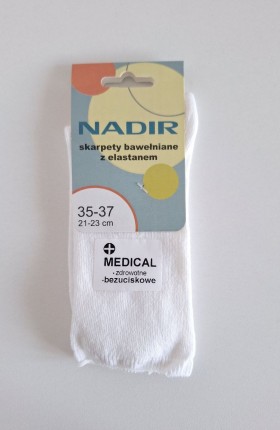 NADIR
skarpety bawełniane
z elastanem
35-37
21-23 cm
MEDICAL
-zdrowotne
-bezuciskowe